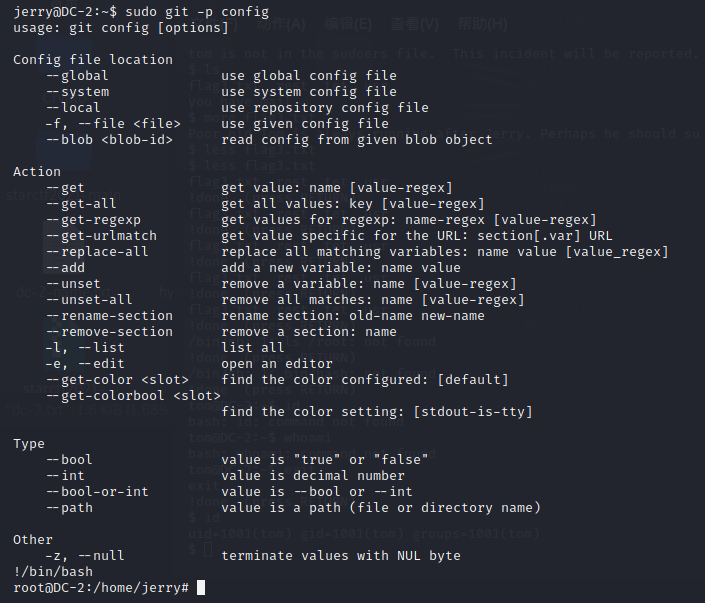 jerry@DC-2:~$ sudo git -p config
usage: git config [options]

Config file location
    --global              use global config file
    --system              use system config file
    --local               use repository config file
    -f, --file <file>     use given config file
    --blob <blob-id>      read config from given blob object

Action
    --get                 get value: name [value-regex]
    --get-all             get all values: key [value-regex]
    --get-regexp          get values for regexp: name-regex [value-regex]
    --get-urlmatch        get value specific for the URL: section[.var] URL
    --replace-all         replace all matching variables: name value [value_regex]
    --add                 add a new variable: name value
    --unset               remove a variable: name [value-regex]
    --unset-all           remove all matches: name [value-regex]
    --rename-section      rename section: old-name new-name
    --remove-section      remove a section: name
    -l, --list            list all
    -e, --edit            open an editor
    --get-color <slot>    find the color configured: [default]
    --get-colorbool <slot>
                          find the color setting: [stdout-is-tty]

Type
    --bool                value is "true" or "false"
    --int                 value is decimal number
    --bool-or-int         value is --bool or --int
    --path                value is a path (file or directory name)

Other
    -z, --null            terminate values with NUL byte
!/bin/bash
root@DC-2:/home/jerry#